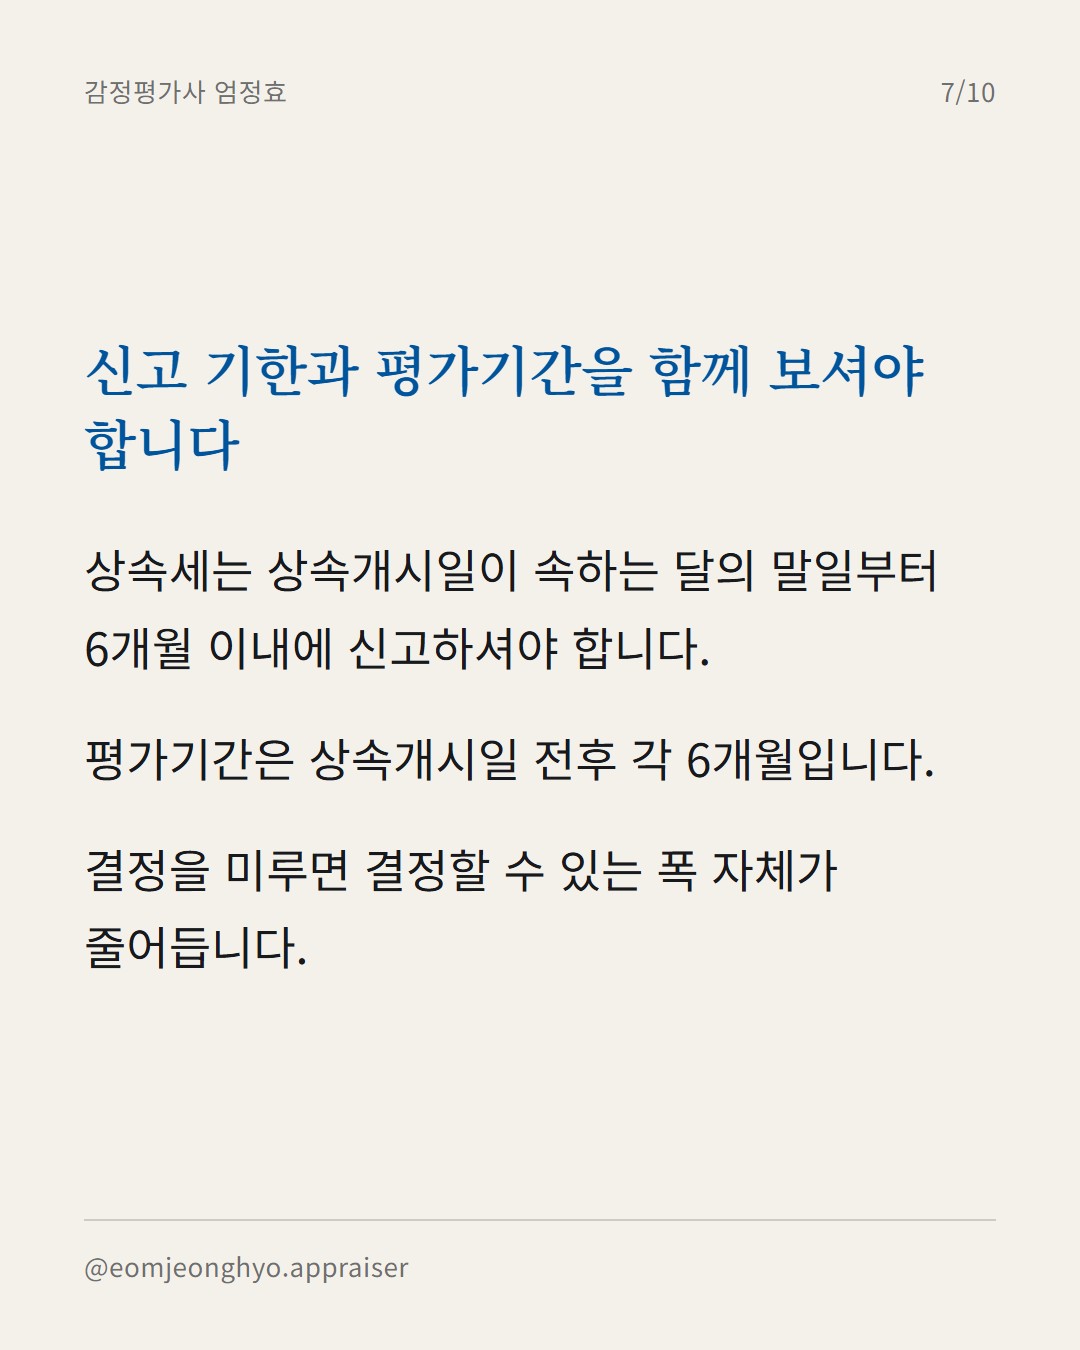 감정평가사 엄정효
7/10
신고 기한과 평가기간을 함께 보셔야
합니다
상속세는 상속개시일이 속하는 달의 말일부터
6개월 이내에 신고하셔야 합니다.
평가기간은 상속개시일 전후 각 6개월입니다.
결정을 미루면 결정할 수 있는 폭 자체가
줄어듭니다.
@eomjeonghyo.appraiser